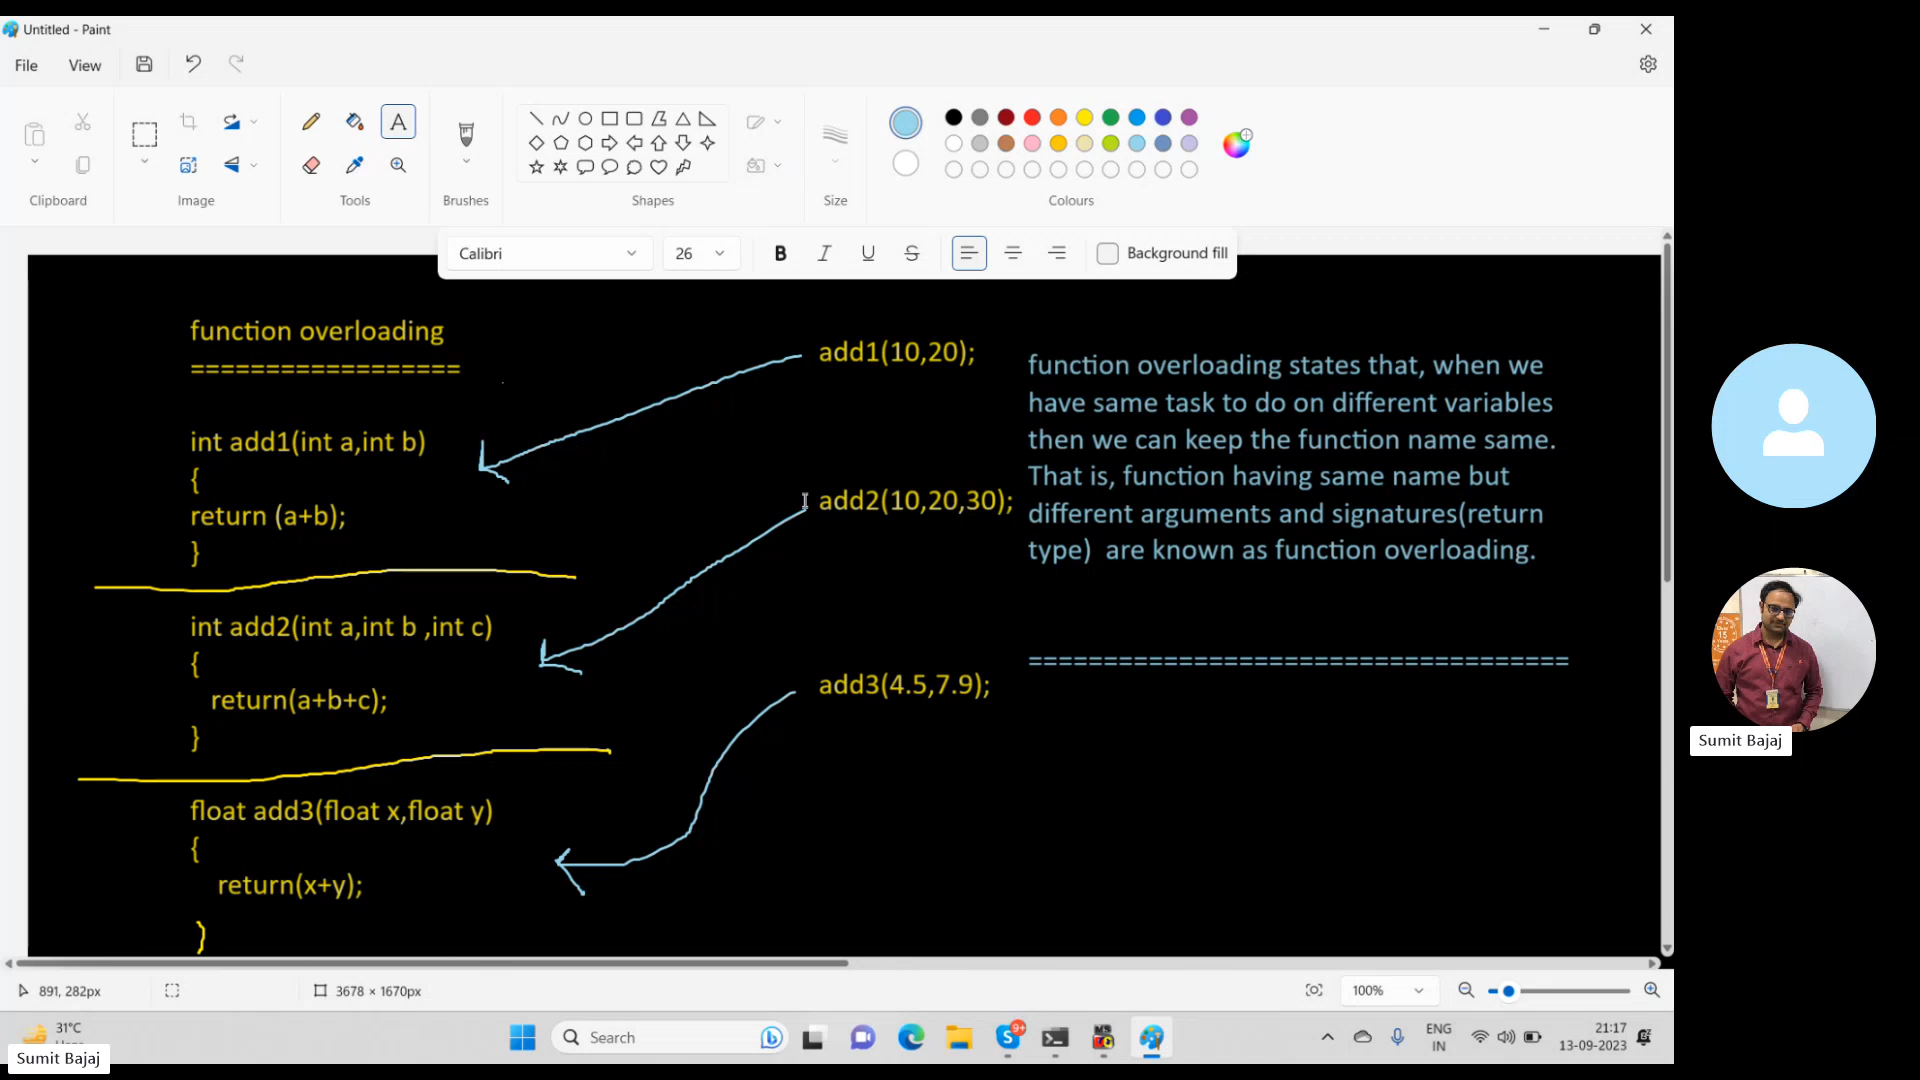 Untitled - Paint
File
View
Clipboard
Image
Tools
Brushes
Shapes
Size
Colours
Calibri
26
B
I
U
S
Background fill
function overloading
==================
int add1(int a,int b)
{
return (a+b);
}
int add2(int a,int b ,int c)
{
return(a+b+c);
}
float add3(float x,float y)
{
return(x+y);
}
add1(10,20);
add2(10,20,30);
add3(4.5,7.9);
function overloading states that, when we
have same task to do on different variables
then we can keep the function name same.
That is, function having same name but
different arguments and signatures(return
type)  are known as function overloading.
====================================
Sumit Bajaj
891, 282px
3678 × 1670px
100%
31°C
Sumit Bajaj
Search
9+
ENG
IN
21:17
13-09-2023